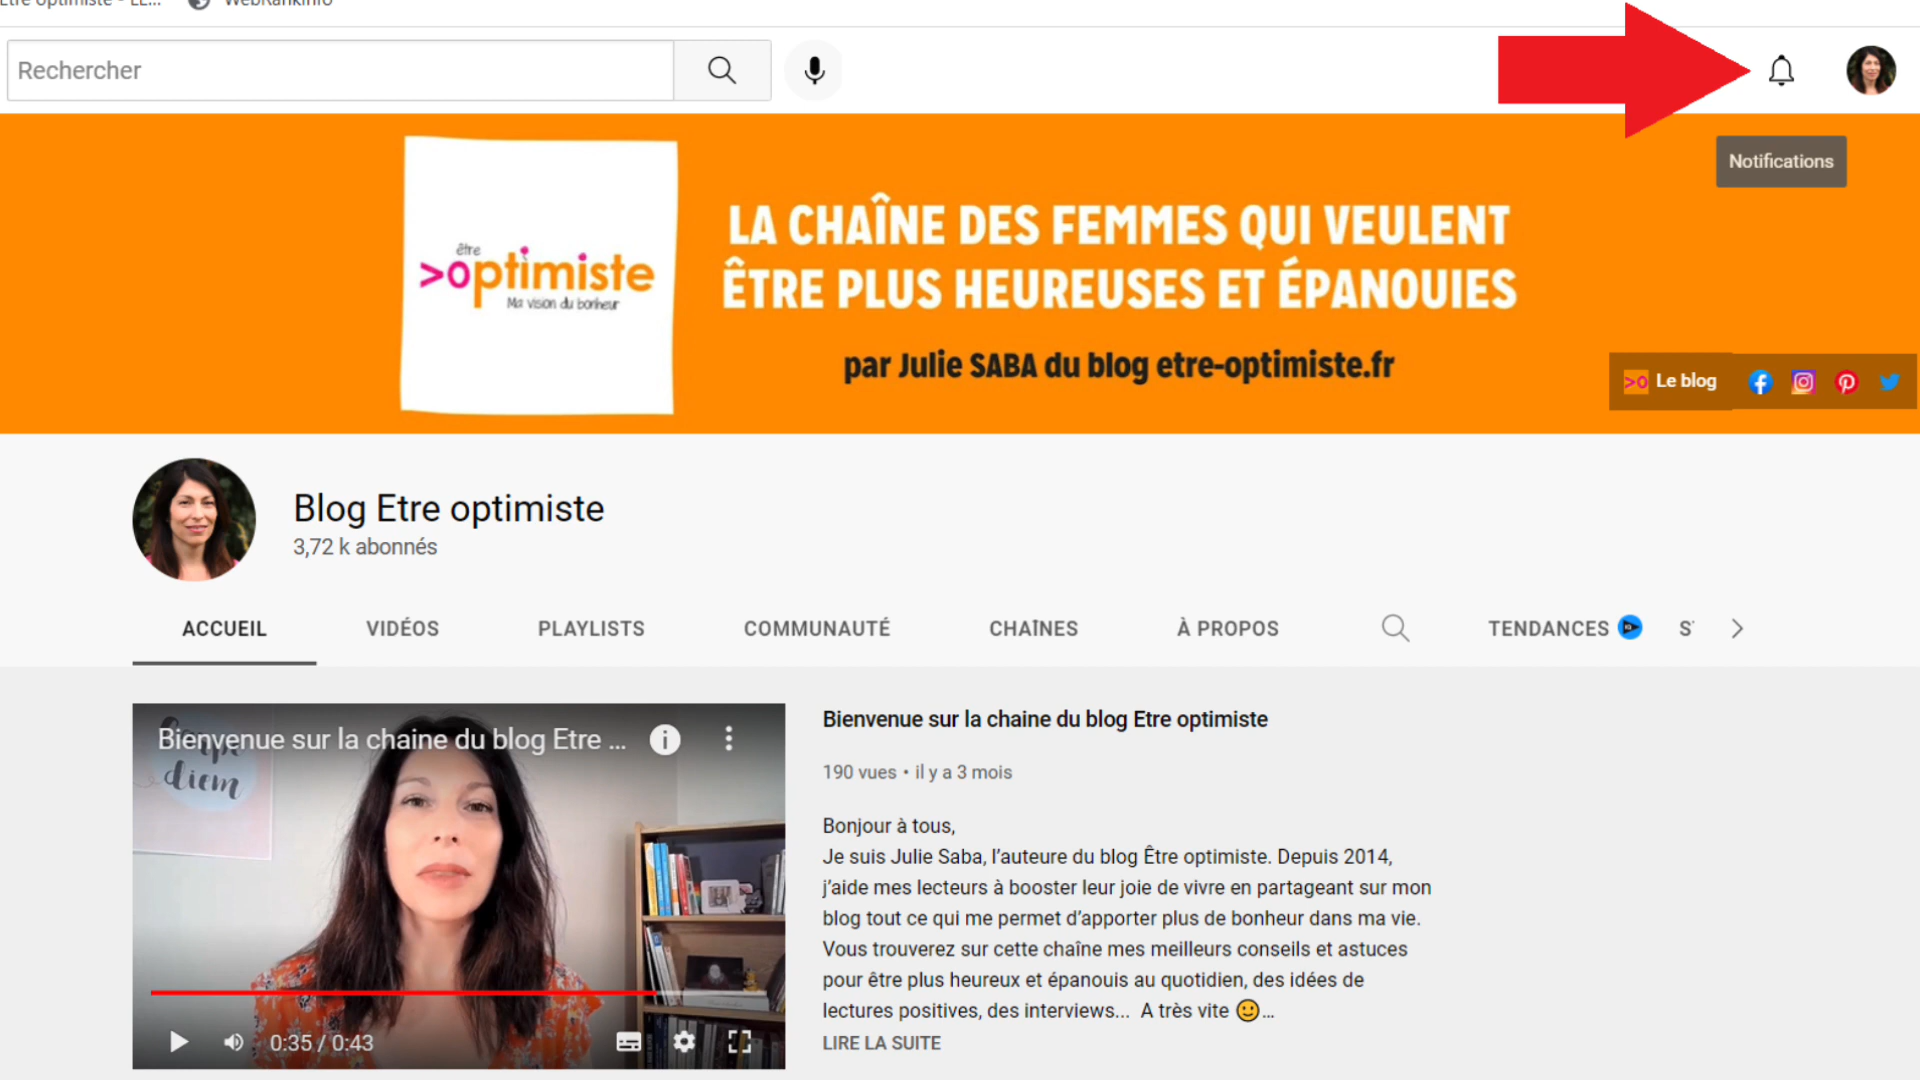 Etre optimiste - LE...
WebRankInfo
Rechercher
Notifications
être
>optimiste
Ma vision du bonheur
LA CHAÎNE DES FEMMES QUI VEULENT
ÊTRE PLUS HEUREUSES ET ÉPANOUIES
par Julie SABA du blog etre-optimiste.fr
>o Le blog
Blog Etre optimiste
3,72 k abonnés
ACCUEIL VIDÉOS PLAYLISTS COMMUNAUTÉ CHAÎNES À PROPOS TENDANCES
Bienvenue sur la chaine du blog Etre ...
Carpe
diem
0:35 / 0:43
Bienvenue sur la chaine du blog Etre optimiste
190 vues • il y a 3 mois
Bonjour à tous,
Je suis Julie Saba, l'auteure du blog Être optimiste. Depuis 2014,
j'aide mes lecteurs à booster leur joie de vivre en partageant sur mon
blog tout ce qui me permet d'apporter plus de bonheur dans ma vie.
Vous trouverez sur cette chaîne mes meilleurs conseils et astuces
pour être plus heureux et épanouis au quotidien, des idées de
lectures positives, des interviews... A très vite 🙂...
LIRE LA SUITE